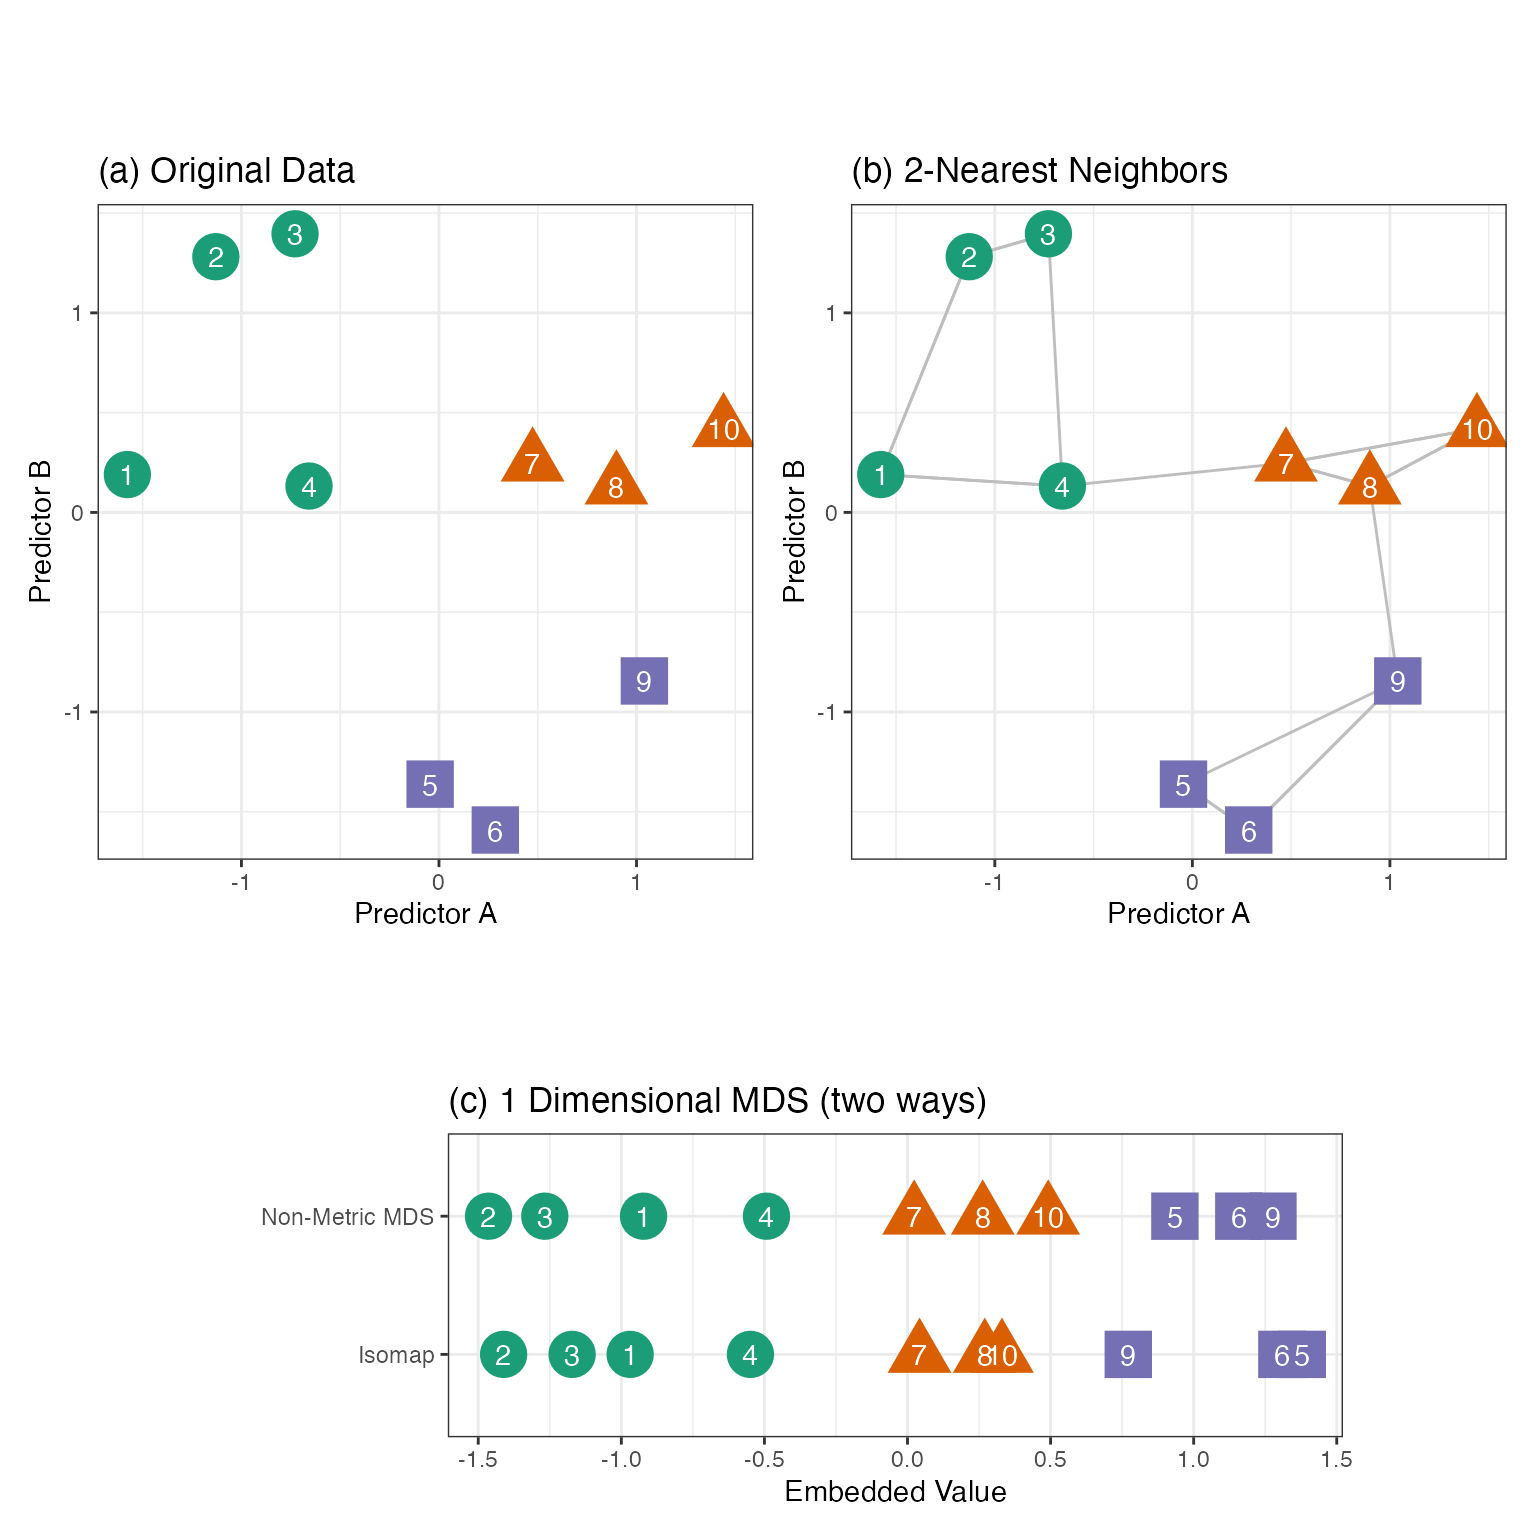 (a) Original Data
3
2
1
10
7
1
4
8
0
9
-1
5
6
Predictor B
-1
0
1
Predictor A
(b) 2-Nearest Neighbors
3
2
1
10
7
1
4
8
0
9
-1
5
6
Predictor B
-1
0
1
Predictor A
(c) 1 Dimensional MDS (two ways)
Non-Metric MDS 2 3 1 4 7 8 10 5 6 9
Isomap 2 3 1 4 7 8 10 9 6 5
-1.5 -1.0 -0.5 0.0 0.5 1.0 1.5
Embedded Value